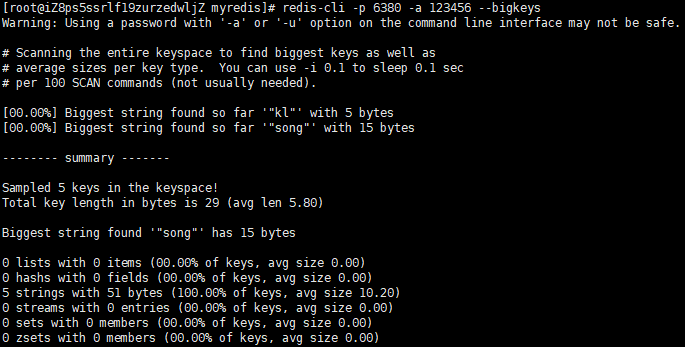 [root@iZ8ps5ssrlf19zurzedwljZ myredis]# redis-cli -p 6380 -a 123456 --bigkeys
Warning: Using a password with '-a' or '-u' option on the command line interface may not be safe.
# Scanning the entire keyspace to find biggest keys as well as
# average sizes per key type.  You can use -i 0.1 to sleep 0.1 sec
# per 100 SCAN commands (not usually needed).
[00.00%] Biggest string found so far '"kl"' with 5 bytes
[00.00%] Biggest string found so far '"song"' with 15 bytes
-------- summary -------
Sampled 5 keys in the keyspace!
Total key length in bytes is 29 (avg len 5.80)
Biggest string found '"song"' has 15 bytes
0 lists with 0 items (00.00% of keys, avg size 0.00)
0 hashs with 0 fields (00.00% of keys, avg size 0.00)
5 strings with 51 bytes (100.00% of keys, avg size 10.20)
0 streams with 0 entries (00.00% of keys, avg size 0.00)
0 sets with 0 members (00.00% of keys, avg size 0.00)
0 zsets with 0 members (00.00% of keys, avg size 0.00)